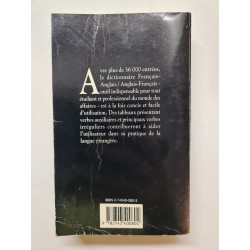 Avec plus de 36 000 entrées,
le dictionnaire Français-
Anglais / Anglais-Français -
outil indispensable pour tout
étudiant et professionnel du monde des
affaires - est à la fois concis et facile
d'utilisation. Des tableaux présentant
verbes auxiliaires et principaux verbes
irréguliers contribueront à aider
l'utilisateur dans sa pratique de la
langue étrangère.